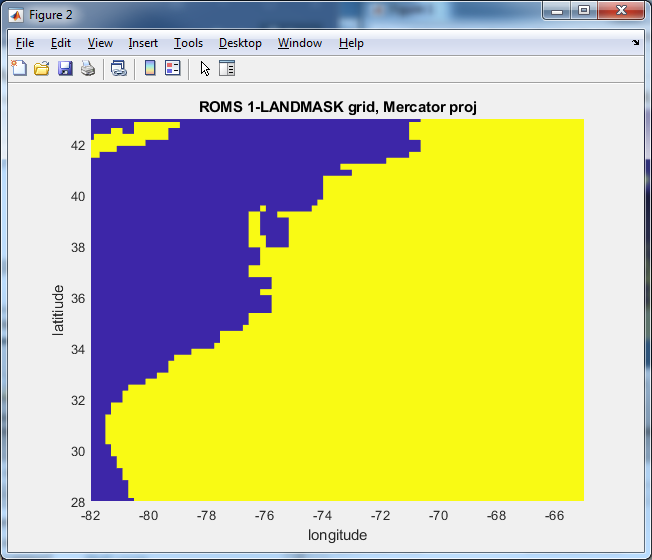 Figure 2
File Edit View Insert Tools Desktop Window Help
ROMS 1-LANDMASK grid, Mercator proj
42
40
38
36
34
32
30
28
latitiude
-82 -80 -78 -76 -74 -72 -70 -68 -66
longitude